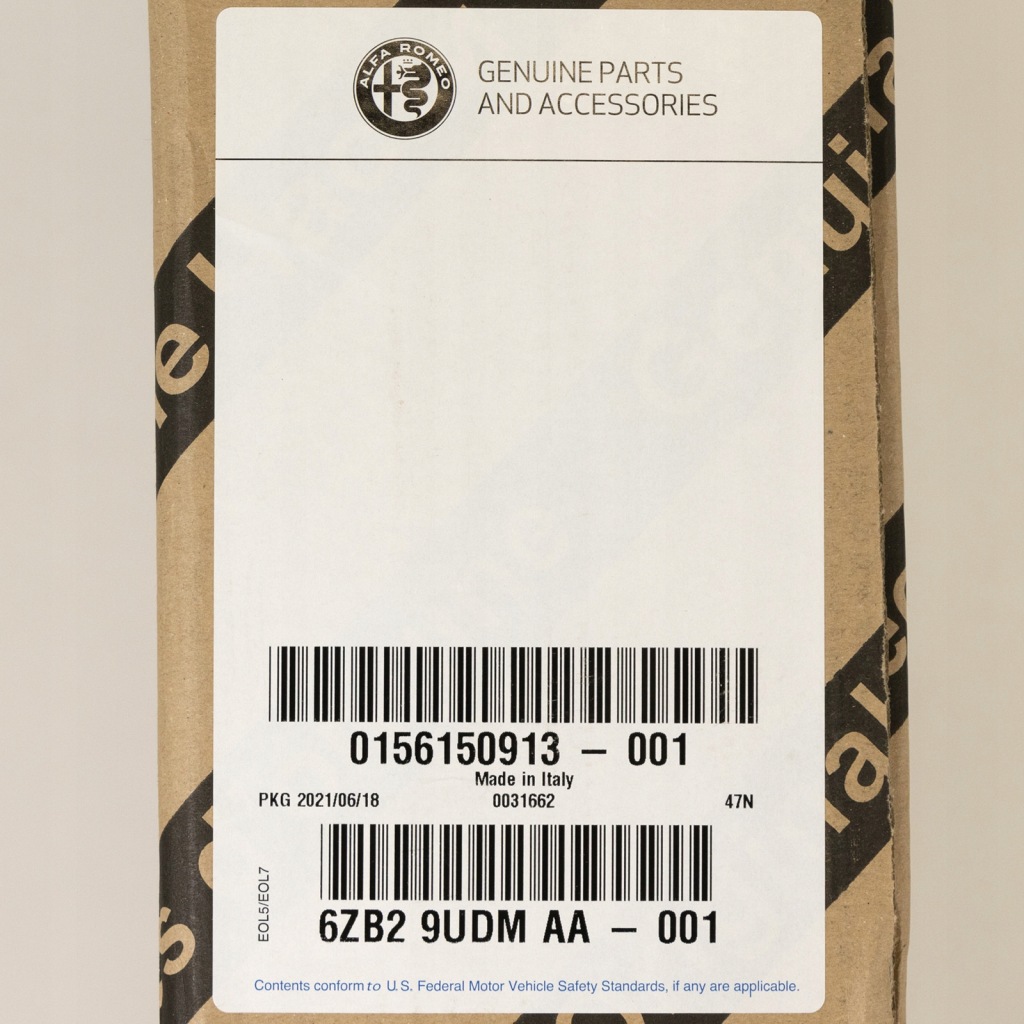 ALFA ROMEO
GENUINE PARTS
AND ACCESSORIES
0156150913 – 001
Made in Italy
PKG 2021/06/18 0031662 47N
EOL5/EOL7
6ZB2 9UDM AA – 001
Contents conform to U.S. Federal Motor Vehicle Safety Standards, if any are applicable.